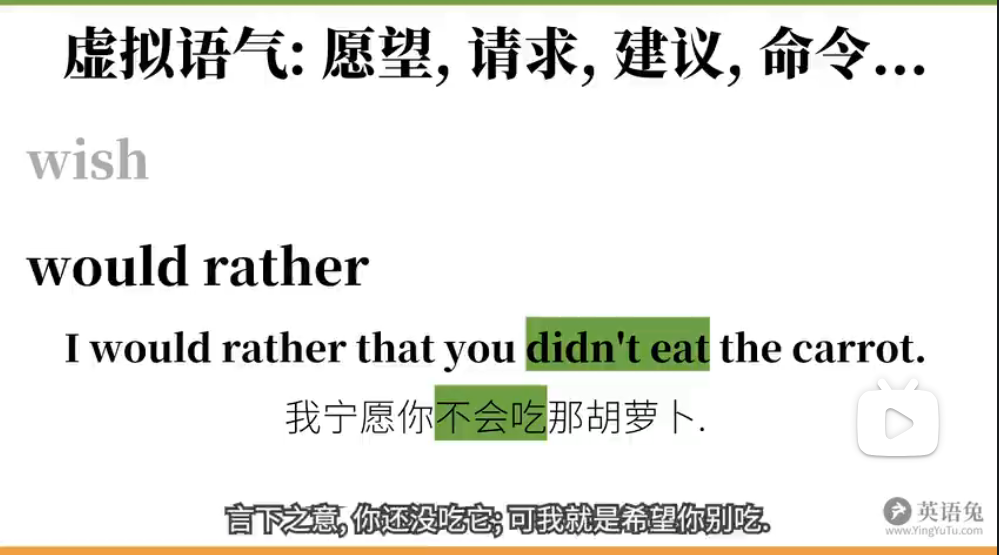 虚拟语气: 愿望, 请求, 建议, 命令...
wish
would rather
I would rather that you didn't eat the carrot.
我宁愿你不会吃那胡萝卜.
言下之意, 你还没吃它; 可我就是希望你别吃.
英语兔
www.YingYuTu.com